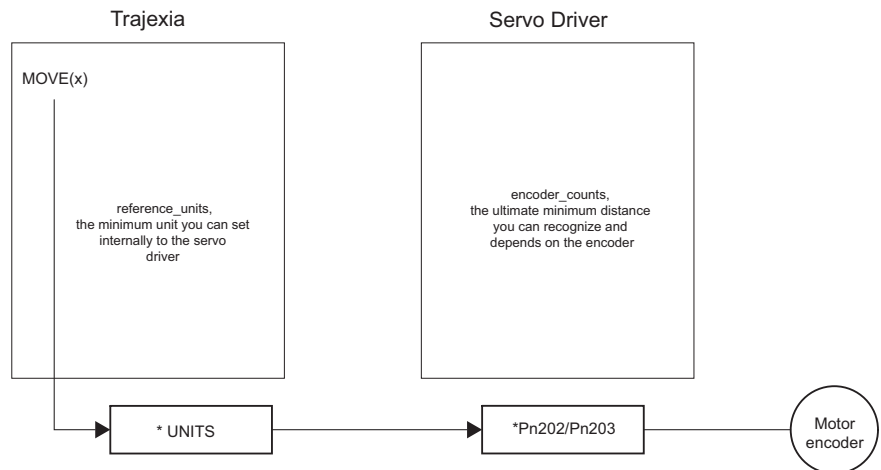 Trajexia
Servo Driver
MOVE(x)
reference_units,
the minimum unit you can set
internally to the servo
driver
encoder_counts,
the ultimate minimum distance
you can recognize and
depends on the encoder
* UNITS
*Pn202/Pn203
Motor
encoder